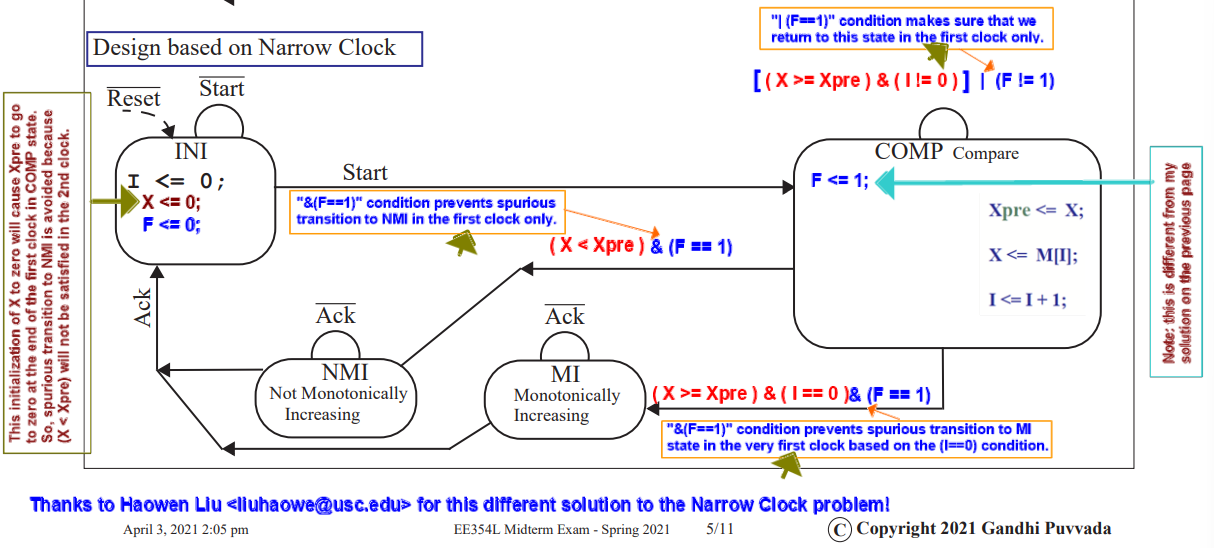 "| (F==1)" condition makes sure that we
return to this state in the first clock only.
Design based on Narrow Clock
[ ( X >= Xpre ) & ( I != 0 ) ] | (F != 1)
Reset
Start
INI
I <= 0;
X <= 0;
F <= 0;
Start
COMP Compare
F <= 1;
Xpre <= X;
X <= M[I];
I <= I + 1;
"&(F==1)" condition prevents spurious
transition to NMI in the first clock only.
( X < Xpre ) & (F == 1)
This initialization of X to zero will cause Xpre to go
to zero at the end of the first clock in COMP state.
So, spurious transition to NMI is avoided because
(X < Xpre) will not be satisfied in the 2nd clock.
Note: this is different from my
solution on the previous page
Ack
Ack
NMI
Not Monotonically
Increasing
Ack
MI
Monotonically
Increasing
( X >= Xpre ) & ( I == 0 )& (F == 1)
"&(F==1)" condition prevents spurious transition to MI
state in the very first clock based on the (I==0) condition.
Thanks to Haowen Liu <liuhaowe@usc.edu> for this different solution to the Narrow Clock problem!
April 3, 2021 2:05 pm
EE354L Midterm Exam - Spring 2021
5/11
© Copyright 2021 Gandhi Puvvada